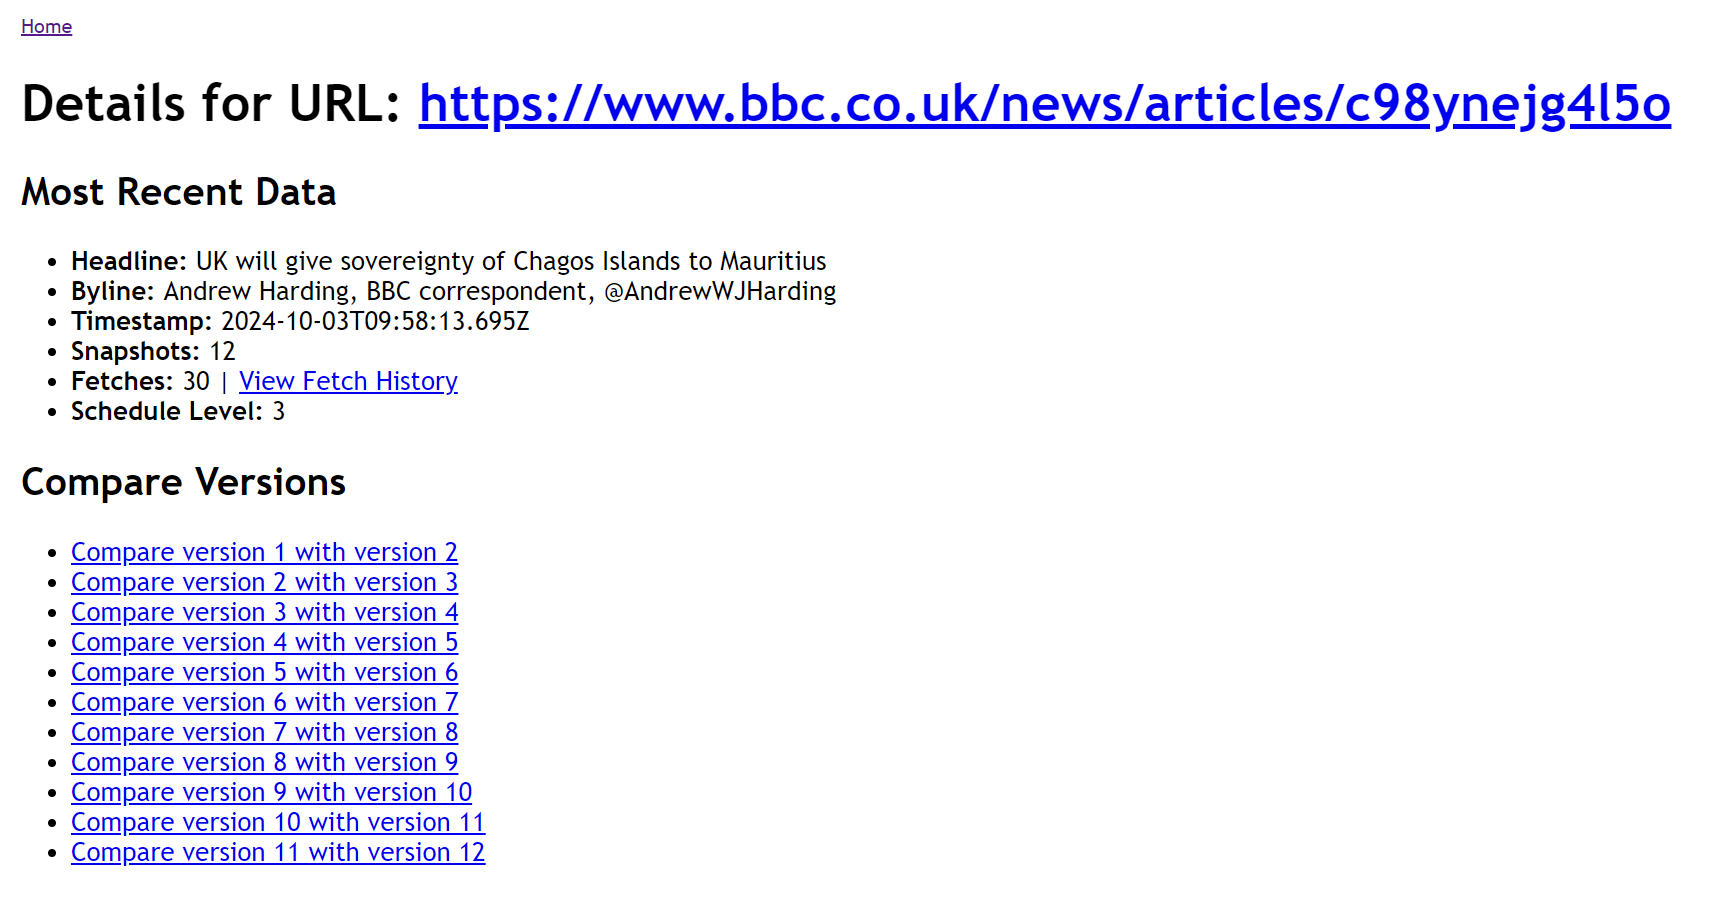 Home
Details for URL: https://www.bbc.co.uk/news/articles/c98ynejg4l5o
Most Recent Data
Headline: UK will give sovereignty of Chagos Islands to Mauritius
Byline: Andrew Harding, BBC correspondent, @AndrewWJHarding
Timestamp: 2024-10-03T09:58:13.695Z
Snapshots: 12
Fetches: 30 | View Fetch History
Schedule Level: 3
Compare Versions
Compare version 1 with version 2
Compare version 2 with version 3
Compare version 3 with version 4
Compare version 4 with version 5
Compare version 5 with version 6
Compare version 6 with version 7
Compare version 7 with version 8
Compare version 8 with version 9
Compare version 9 with version 10
Compare version 10 with version 11
Compare version 11 with version 12